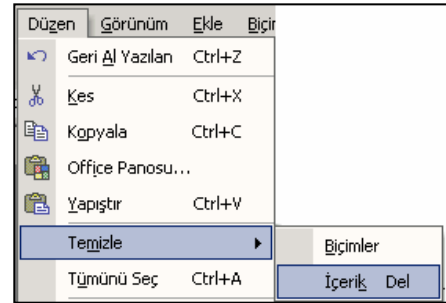 Düzen Görünüm Ekle Biçim
Geri Al Yazılan Ctrl+Z
Kes Ctrl+X
Kopyala Ctrl+C
Office Panosu...
Yapıştır Ctrl+V
Temizle
Biçimler
Tümünü Seç Ctrl+A
İçerik Del